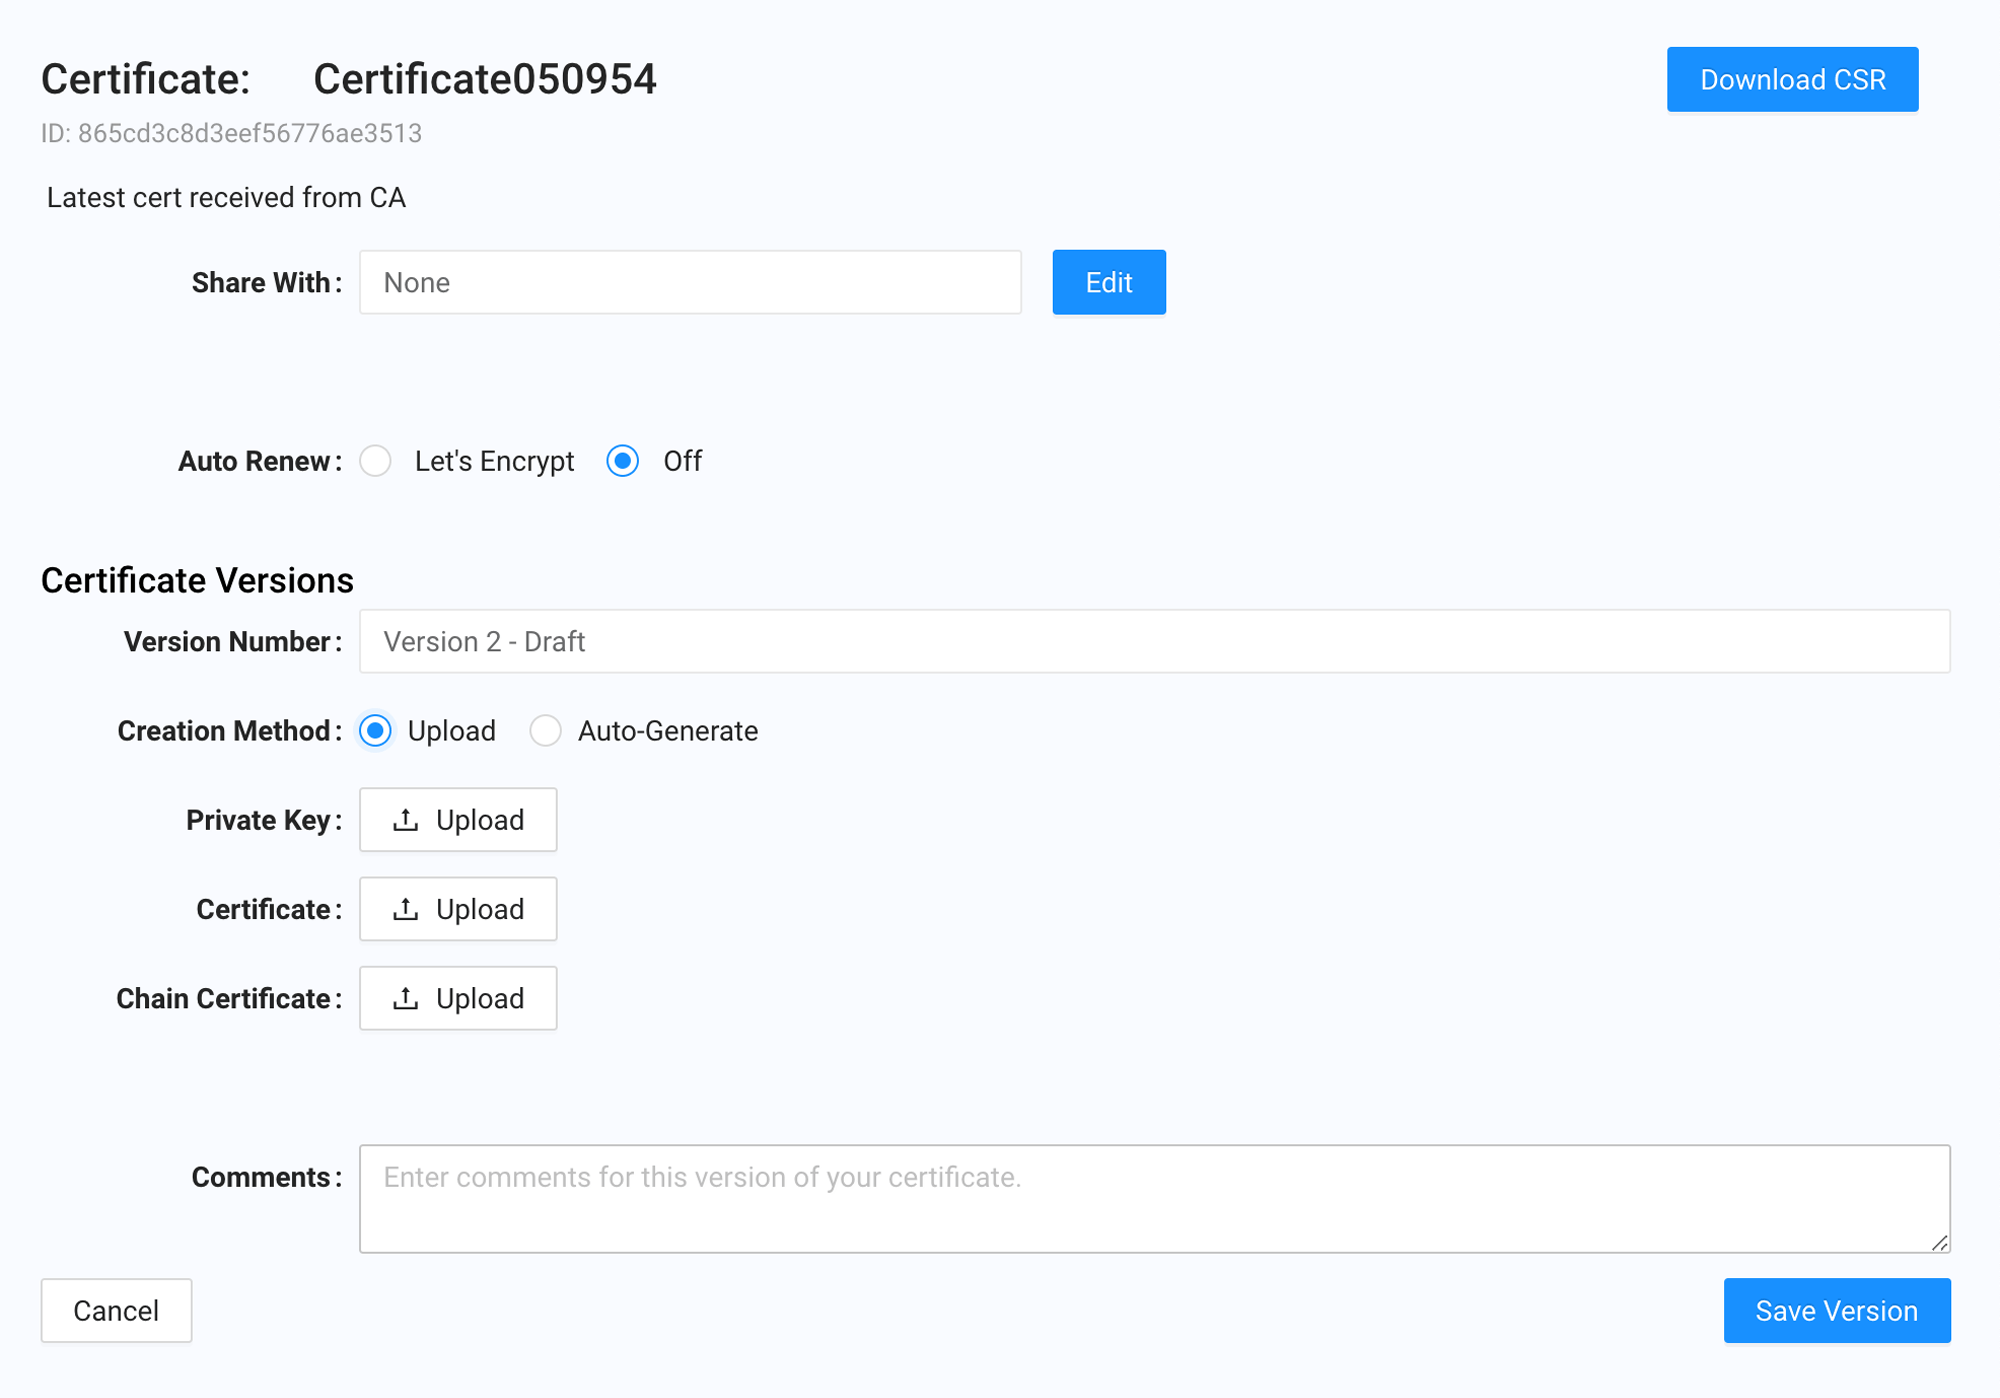 Certificate: Certificate050954 Download CSR
ID: 865cd3c8d3eef56776ae3513
Latest cert received from CA
Share With: None Edit
Auto Renew: Let's Encrypt Off
Certificate Versions
Version Number: Version 2 - Draft
Creation Method: Upload Auto-Generate
Private Key: Upload
Certificate: Upload
Chain Certificate: Upload
Comments: Enter comments for this version of your certificate.
Cancel Save Version